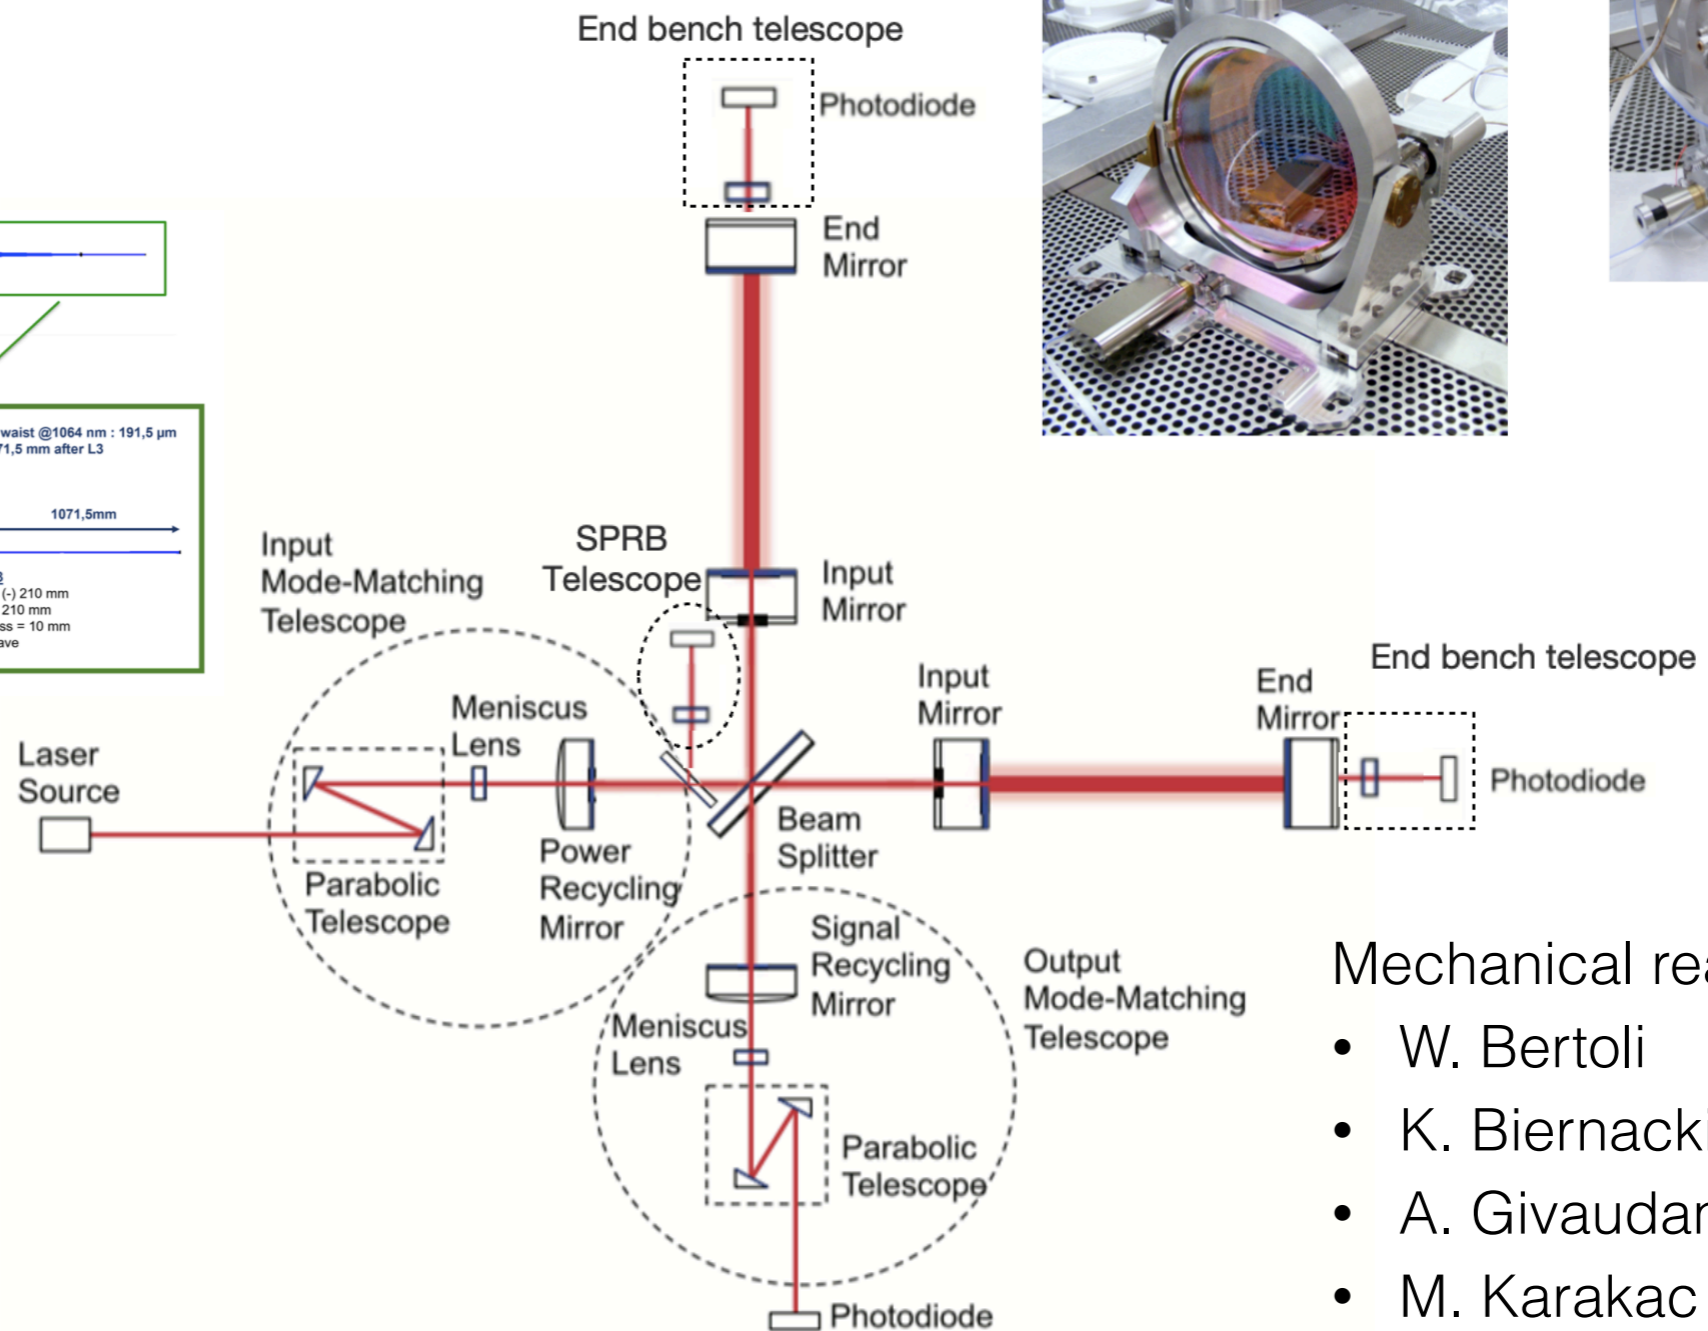 End bench telescope
Photodiode
End
Mirror
waist @1064 nm : 191,5 µm
71,5 mm after L3
1071,5mm
(-) 210 mm
210 mm
ss = 10 mm
ave
Input
Mode-Matching
Telescope
SPRB
Telescope
Input
Mirror
End bench telescope
Input
Mirror
End
Mirror
Photodiode
Meniscus
Lens
Laser
Source
Beam
Splitter
Parabolic
Telescope
Power
Recycling
Mirror
Signal
Recycling
Mirror
Output
Mode-Matching
Telescope
Meniscus
Lens
Parabolic
Telescope
Photodiode
Mechanical rea
• W. Bertoli
• K. Biernacki
• A. Givaudan
• M. Karakac